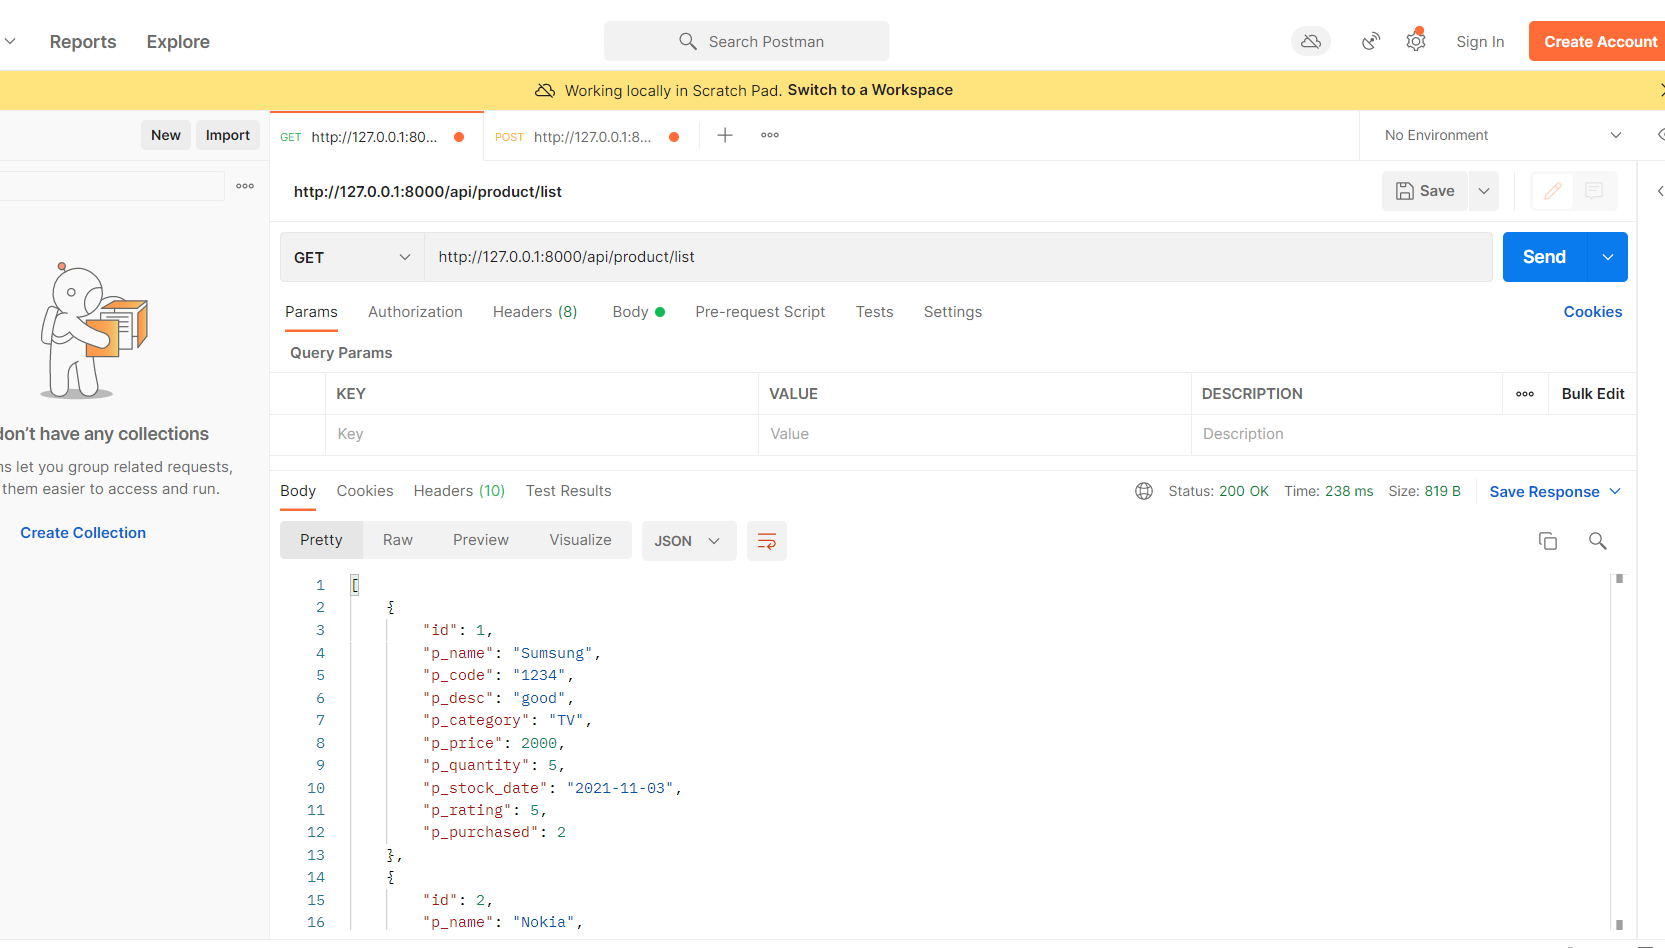 Reports Explore Search Postman Sign In Create Account
Working locally in Scratch Pad. Switch to a Workspace
New Import GET http://127.0.0.1:80... POST http://127.0.0.1:8... No Environment
http://127.0.0.1:8000/api/product/list Save
GET http://127.0.0.1:8000/api/product/list Send
Params Authorization Headers (8) Body Pre-request Script Tests Settings Cookies
Query Params
KEY VALUE DESCRIPTION Bulk Edit
Key Value Description
don't have any collections
ns let you group related requests,
them easier to access and run.
Create Collection
Body Cookies Headers (10) Test Results Status: 200 OK Time: 238 ms Size: 819 B Save Response
Pretty Raw Preview Visualize JSON
1 [
2 {
3 "id": 1,
4 "p_name": "Sumsung",
5 "p_code": "1234",
6 "p_desc": "good",
7 "p_category": "TV",
8 "p_price": 2000,
9 "p_quantity": 5,
10 "p_stock_date": "2021-11-03",
11 "p_rating": 5,
12 "p_purchased": 2
13 },
14 {
15 "id": 2,
16 "p_name": "Nokia",